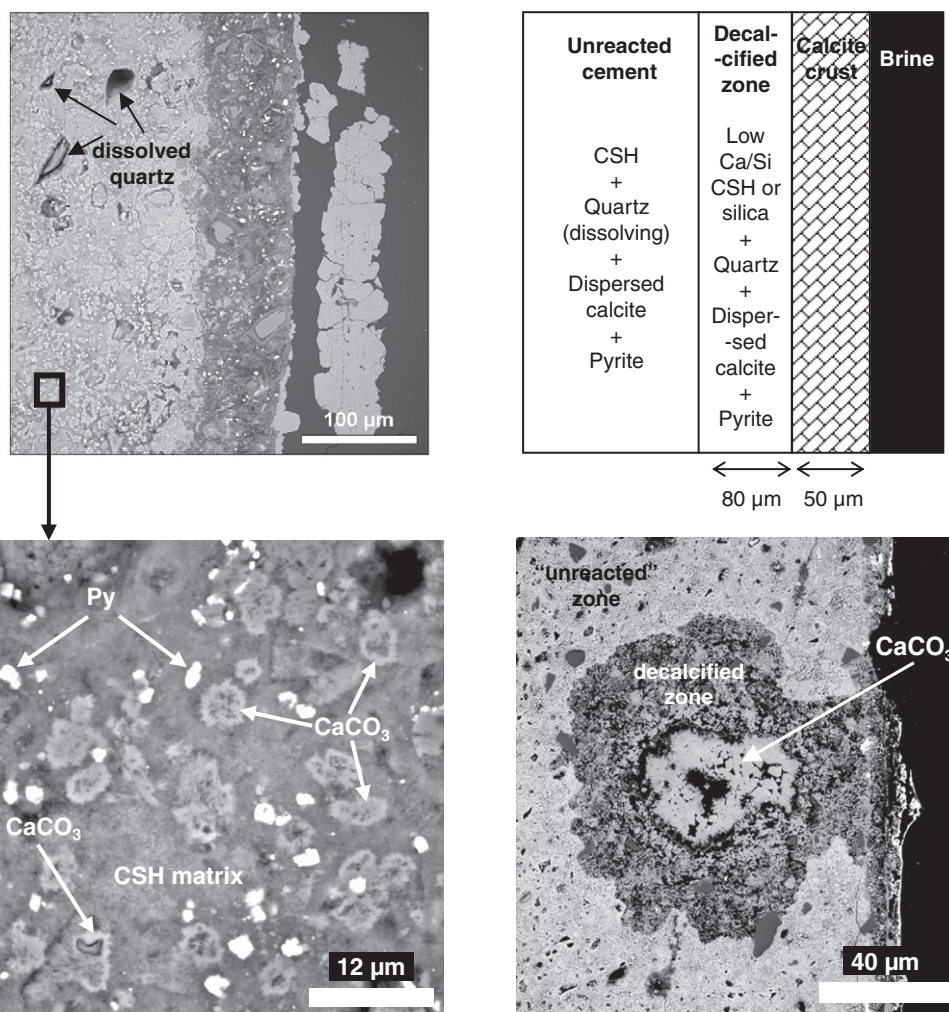 dissolved
quartz
100 µm
Unreacted
cement
CSH
+
Quartz
(dissolving)
+
Dispersed
calcite
+
Pyrite
Decal-
-cified
zone
Low
Ca/Si
CSH or
silica
+
Quartz
+
Disper-
-sed
calcite
+
Pyrite
Calcite
crust
Brine
80 µm
50 µm
Py
CaCO₃
CaCO₃
CSH matrix
12 µm
"unreacted"
zone
decalcified
zone
CaCO₃
40 µm